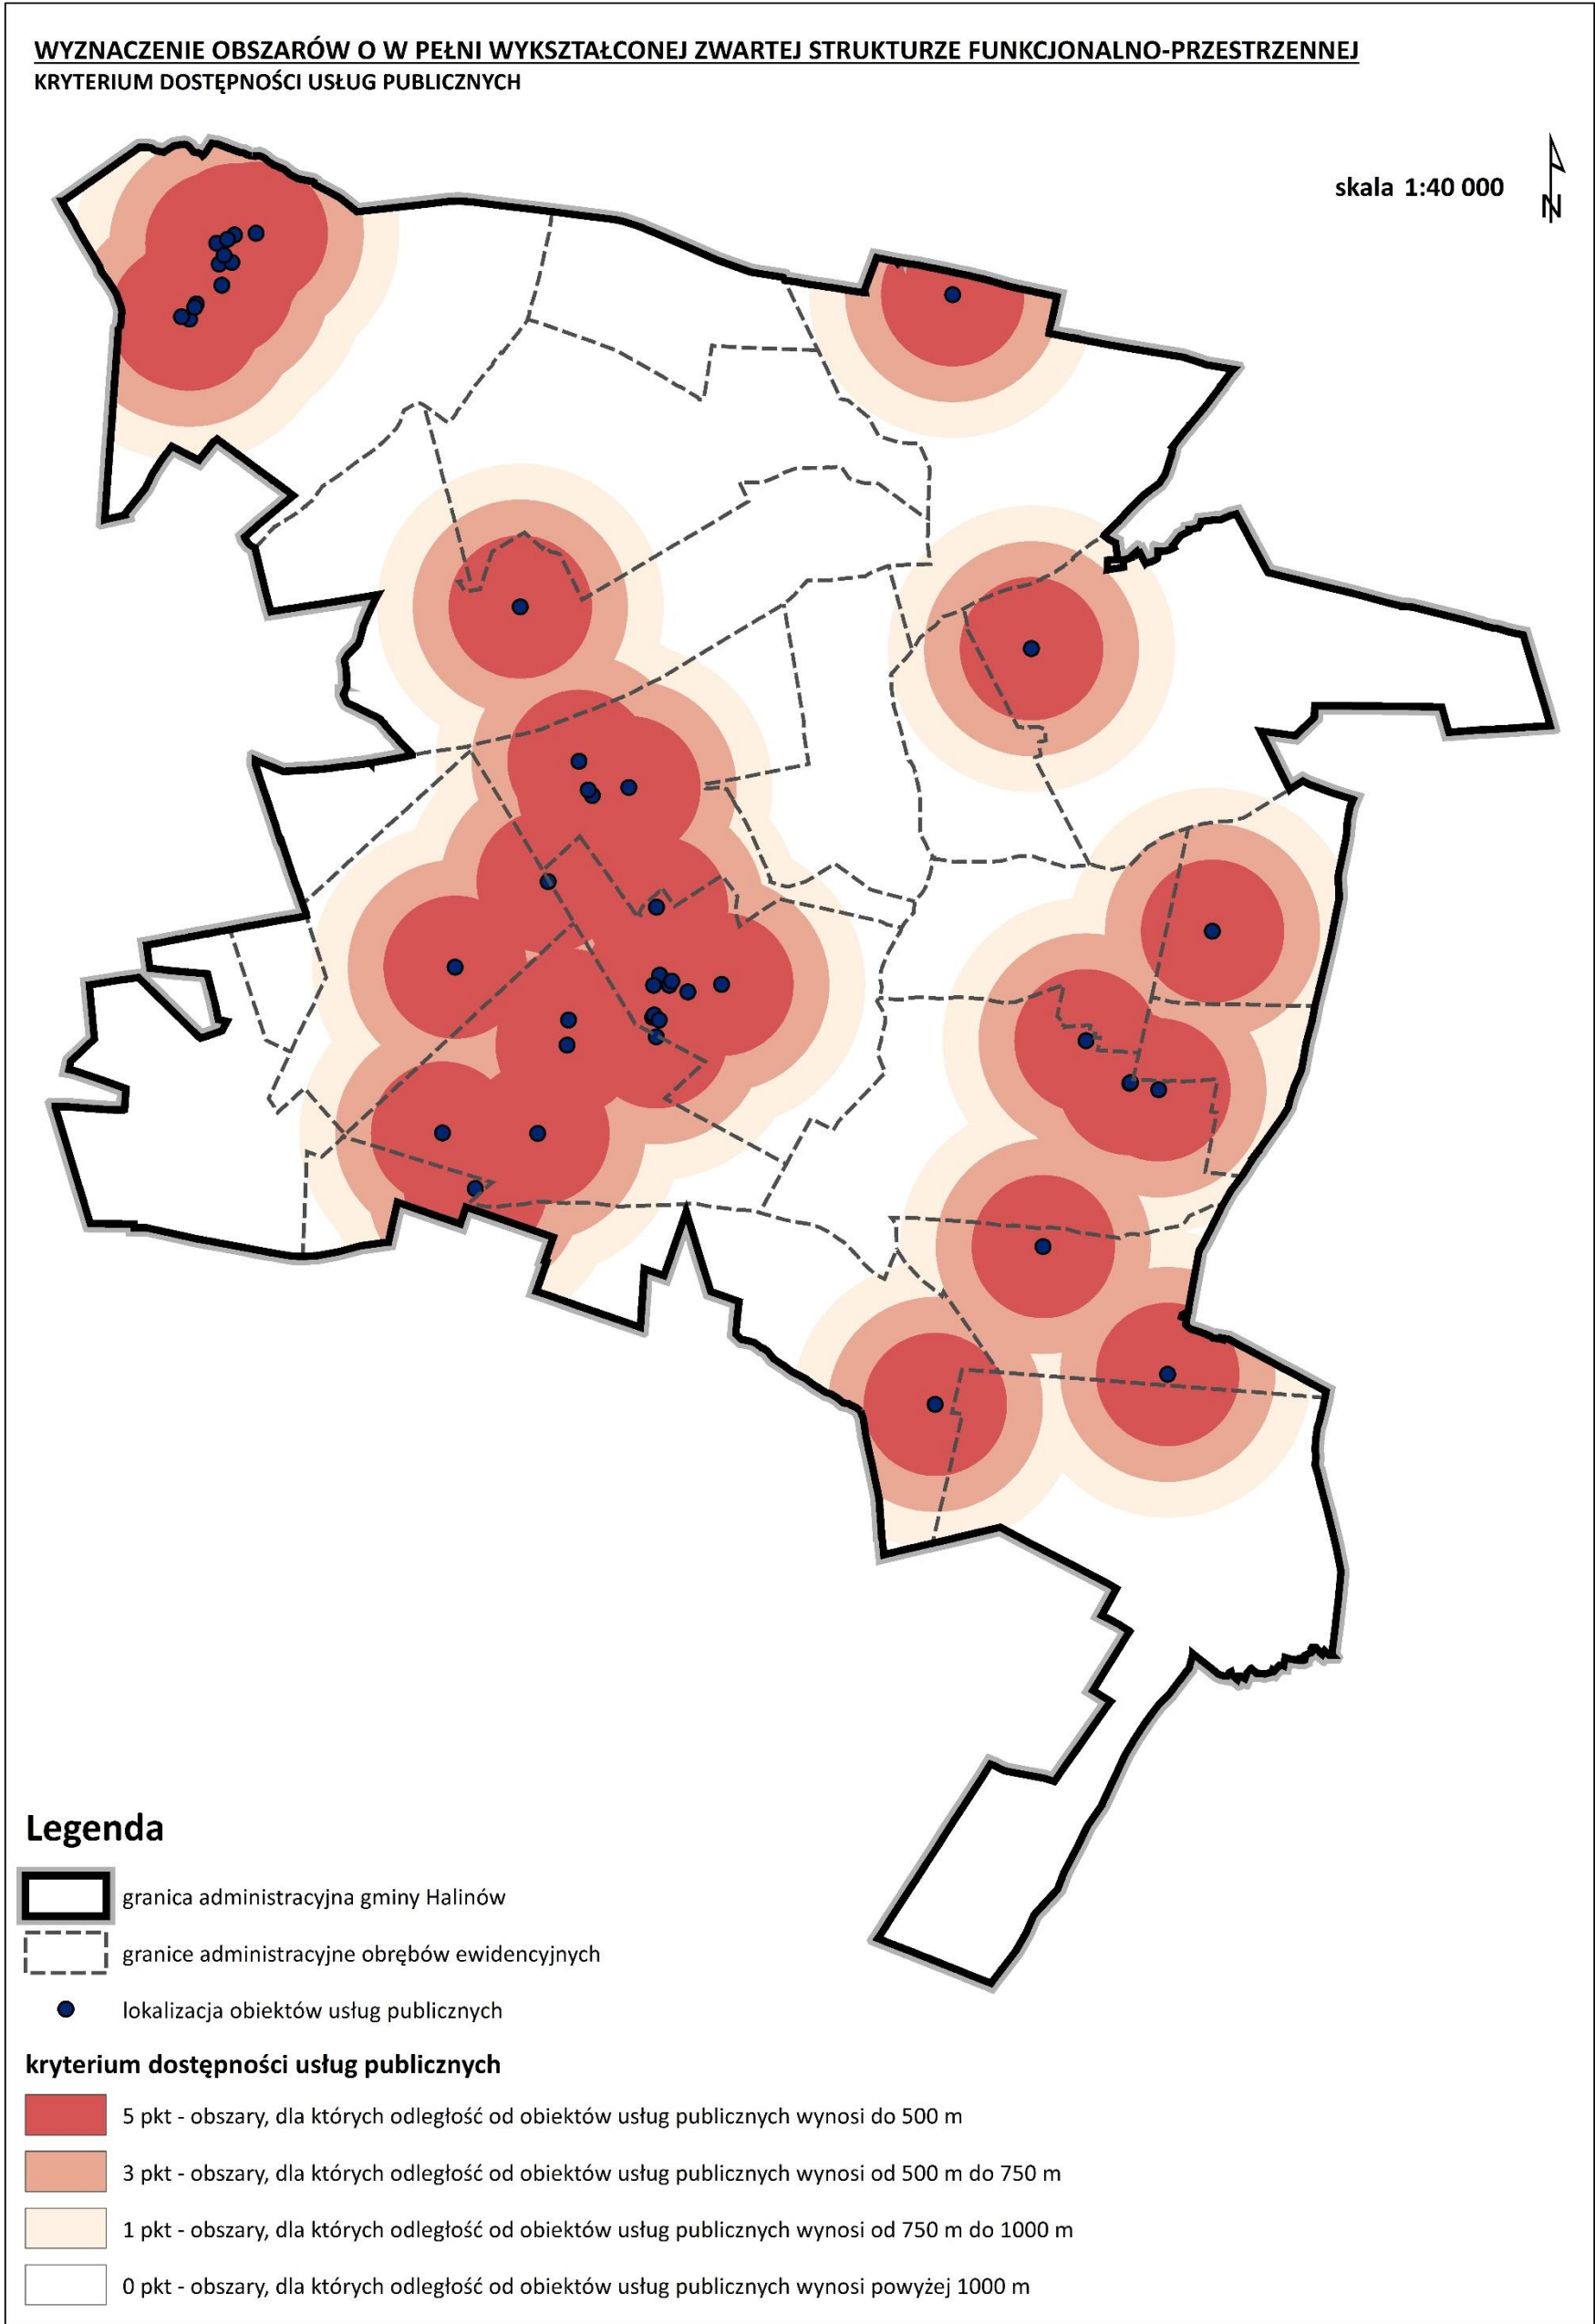 WYZNACZENIE OBSZARÓW O W PEŁNI WYKSZTAŁCONEJ ZWARTEJ STRUKTURZE FUNKCJONALNO-PRZESTRZENNEJ
KRYTERIUM DOSTĘPNOŚCI USŁUG PUBLICZNYCH
skala 1:40 000
N
Legenda
granica administracyjna gminy Halinów
granice administracyjne obrębów ewidencyjnych
lokalizacja obiektów usług publicznych
kryterium dostępności usług publicznych
5 pkt - obszary, dla których odległość od obiektów usług publicznych wynosi do 500 m
3 pkt - obszary, dla których odległość od obiektów usług publicznych wynosi od 500 m do 750 m
1 pkt - obszary, dla których odległość od obiektów usług publicznych wynosi od 750 m do 1000 m
0 pkt - obszary, dla których odległość od obiektów usług publicznych wynosi powyżej 1000 m